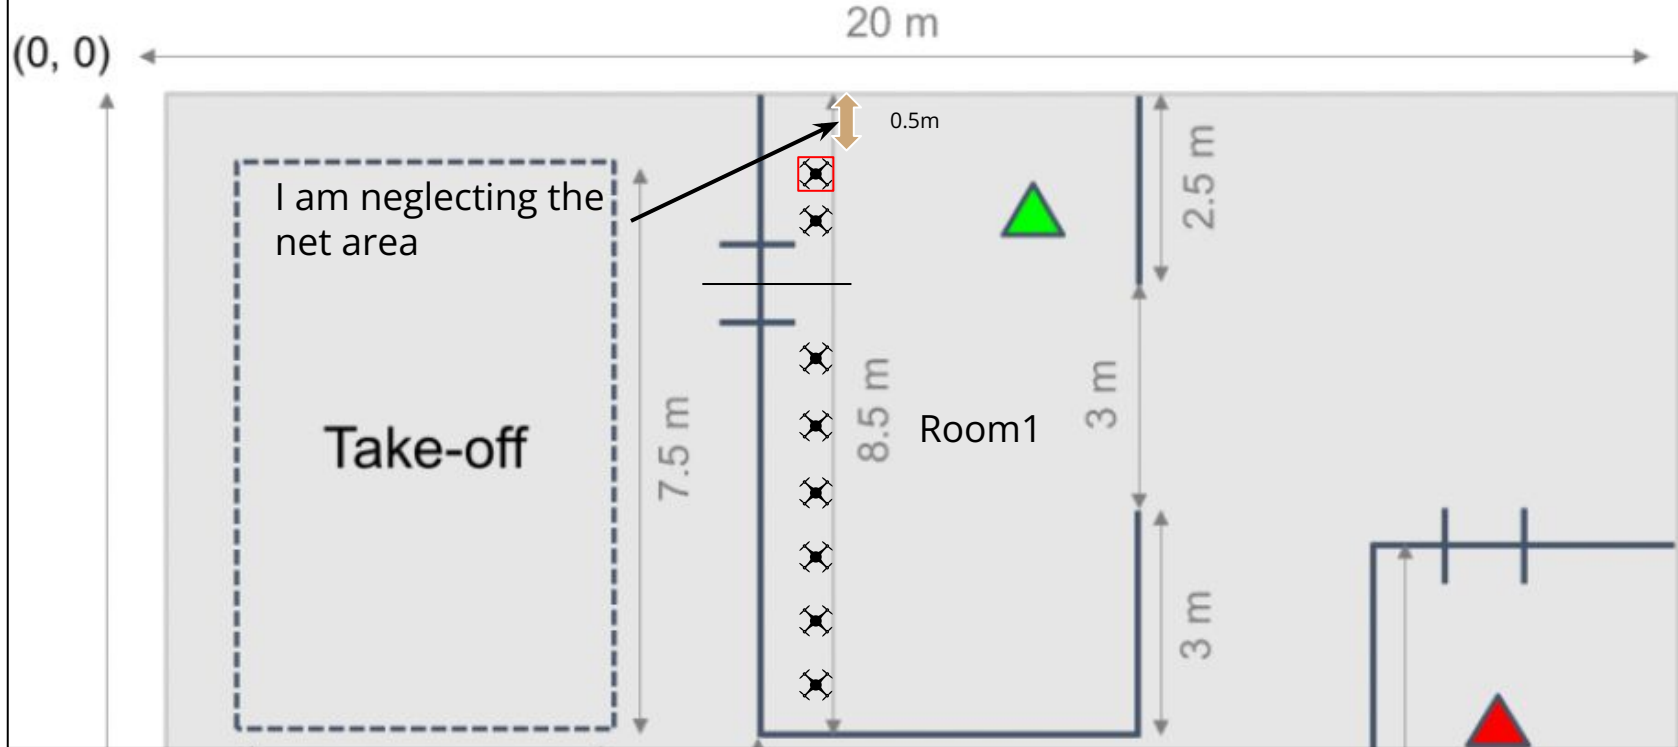 20 m
(0, 0)
0.5m
I am neglecting the
net area
2.5 m
Take-off
7.5 m
8.5 m
Room1
3 m
3 m